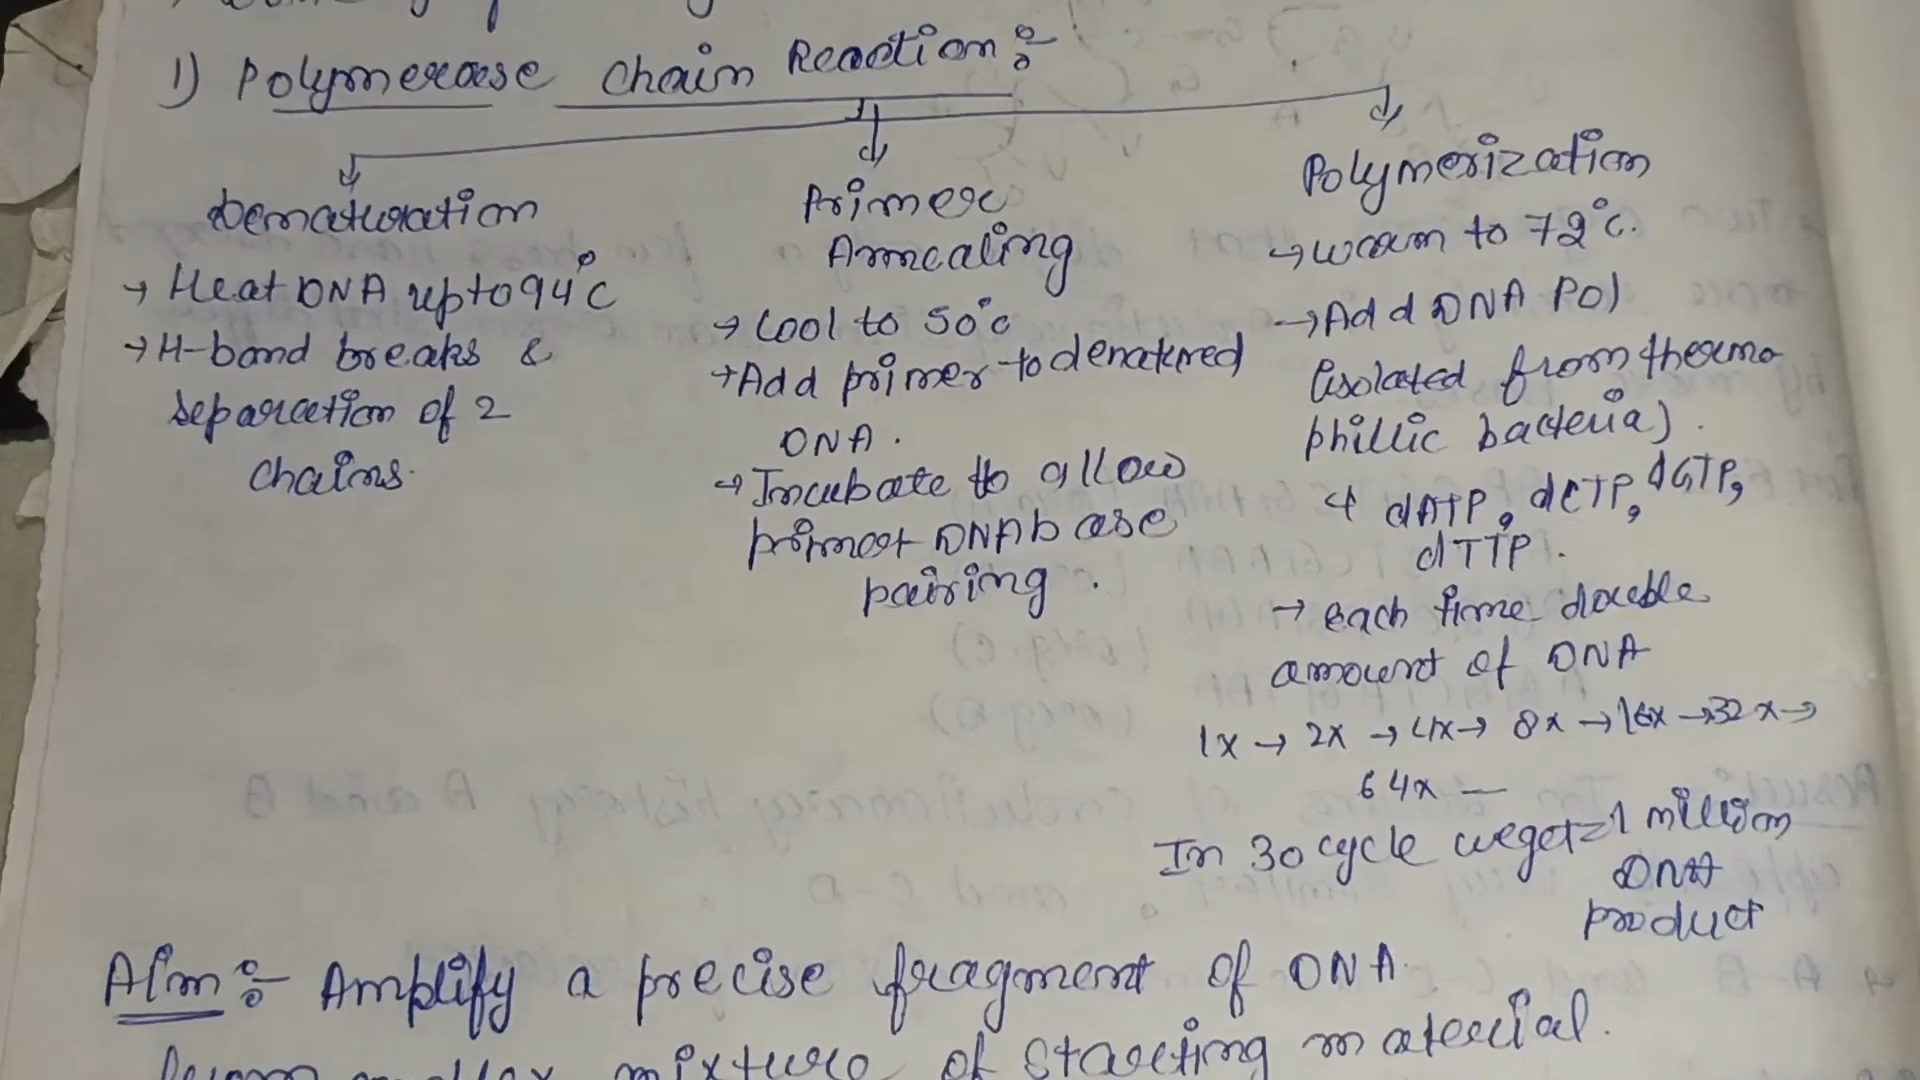 1) Polymerase chain Reaction :-
Denaturation
→ Heat DNA upto 94°C
→ H-bond breaks &
separation of 2
chains.
Primer
Annealing
→ Cool to 50°C
→ Add primer to denatured
DNA.
→ Incubate to allow
primer DNA base
pairing.
Polymerization
→ warm to 72°C.
→ Add DNA Pol
(isolated from thermo
phillic bacteria).
+ dATP, dCTP, dGTP,
dTTP.
→ each time double
amount of DNA
1x → 2x → 4x → 8x → 16x → 32x →
64x —
In 30 cycle we get = 1 million
DNA
product
Aim :- Amplify a precise fragment of DNA.
mixture of starting material.